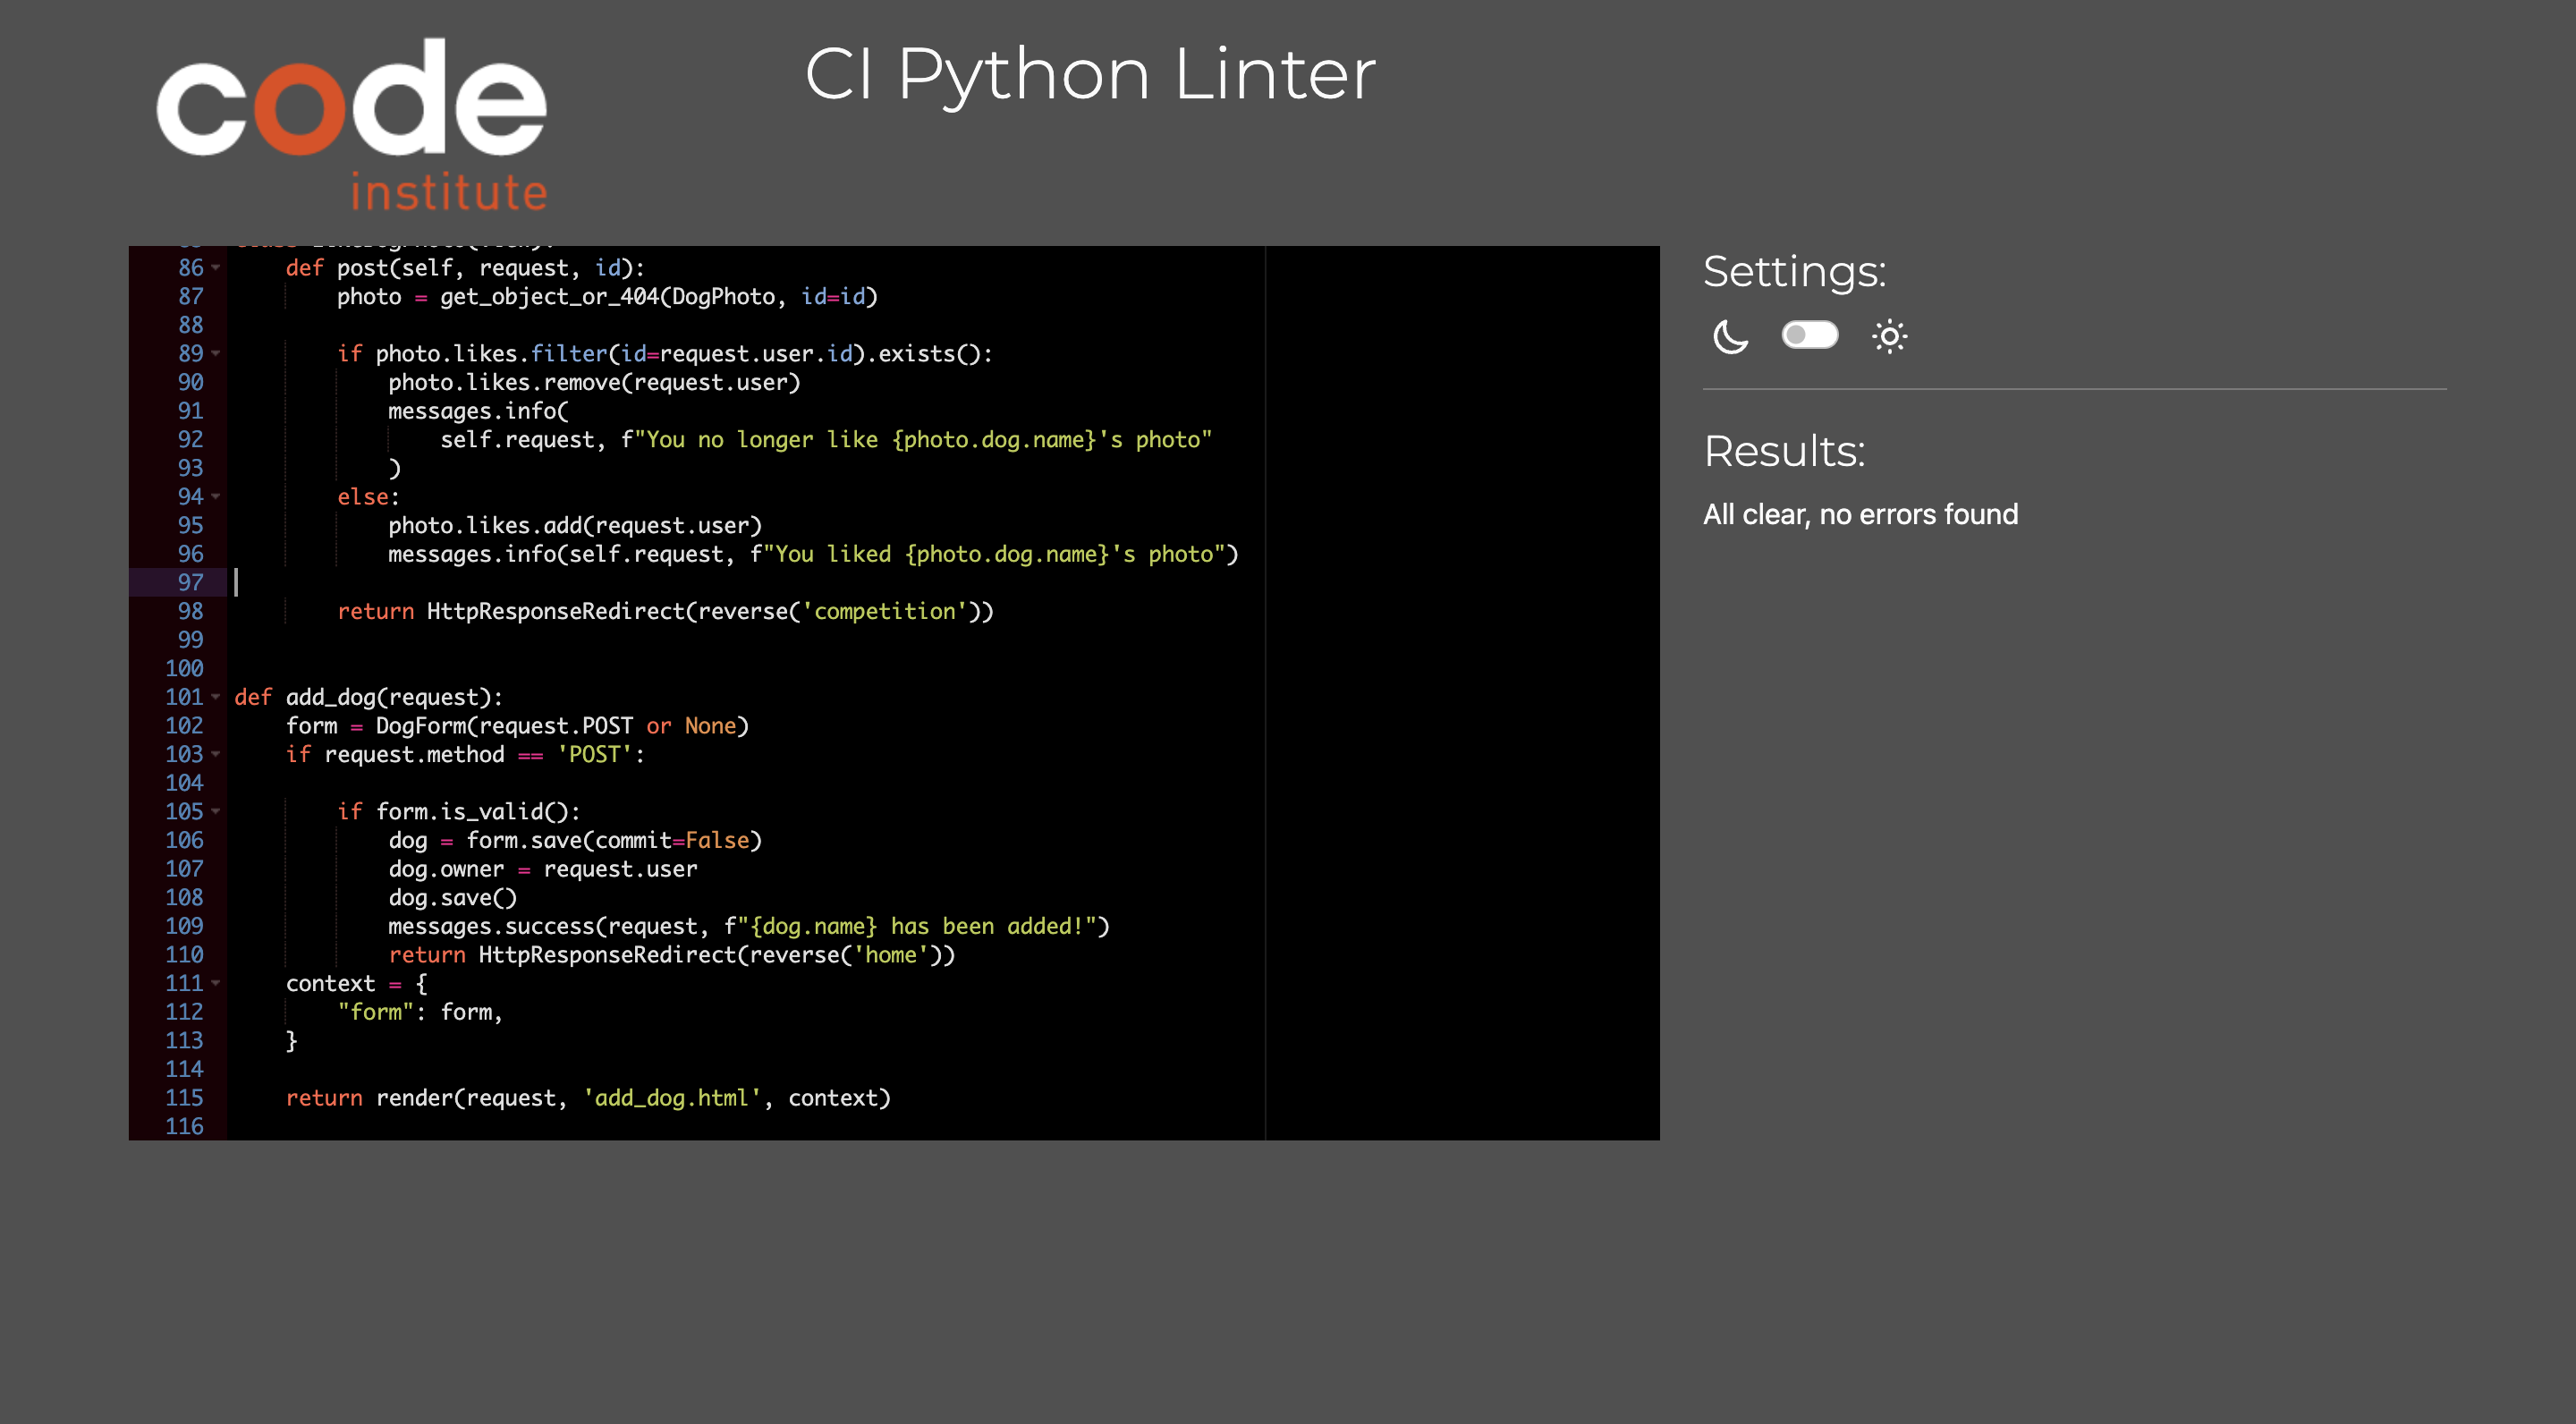 code
institute
CI Python Linter
86 def post(self, request, id):
87 photo = get_object_or_404(DogPhoto, id=id)
88
89 if photo.likes.filter(id=request.user.id).exists():
90 photo.likes.remove(request.user)
91 messages.info(
92 self.request, f"You no longer like {photo.dog.name}'s photo"
93 )
94 else:
95 photo.likes.add(request.user)
96 messages.info(self.request, f"You liked {photo.dog.name}'s photo")
97
98 return HttpResponseRedirect(reverse('competition'))
99
100
101 def add_dog(request):
102 form = DogForm(request.POST or None)
103 if request.method == 'POST':
104
105 if form.is_valid():
106 dog = form.save(commit=False)
107 dog.owner = request.user
108 dog.save()
109 messages.success(request, f"{dog.name} has been added!")
110 return HttpResponseRedirect(reverse('home'))
111 context = {
112 "form": form,
113 }
114
115 return render(request, 'add_dog.html', context)
116
Settings:
Results:
All clear, no errors found